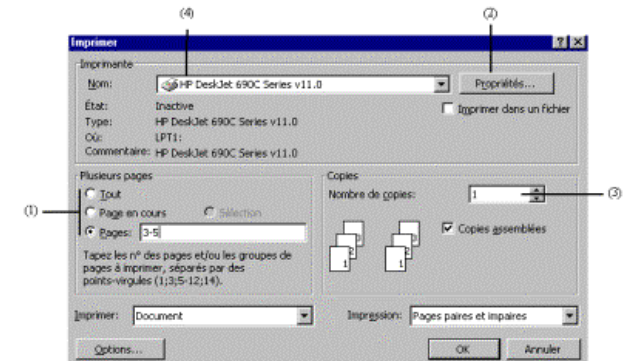 (4) (2)
Imprimer
Imprimante
Nom: HP DeskJet 690C Series v11.0 Propriétés...
État: Inactive Imprimer dans un fichier
Type: HP DeskJet 690C Series v11.0
Où: LPT1:
Commentaire: HP DeskJet 690C Series v11.0
Plusieurs pages Copies
Tout Nombre de copies: 1 (3)
(1) Page en cours Sélection
Pages: 3-5 Copies assemblées
Tapez les n° des pages et/ou les groupes de
pages à imprimer, séparés par des
points-virgules (1;3;5-12;14).
Imprimer: Document Impression: Pages paires et impaires
Options... OK Annuler